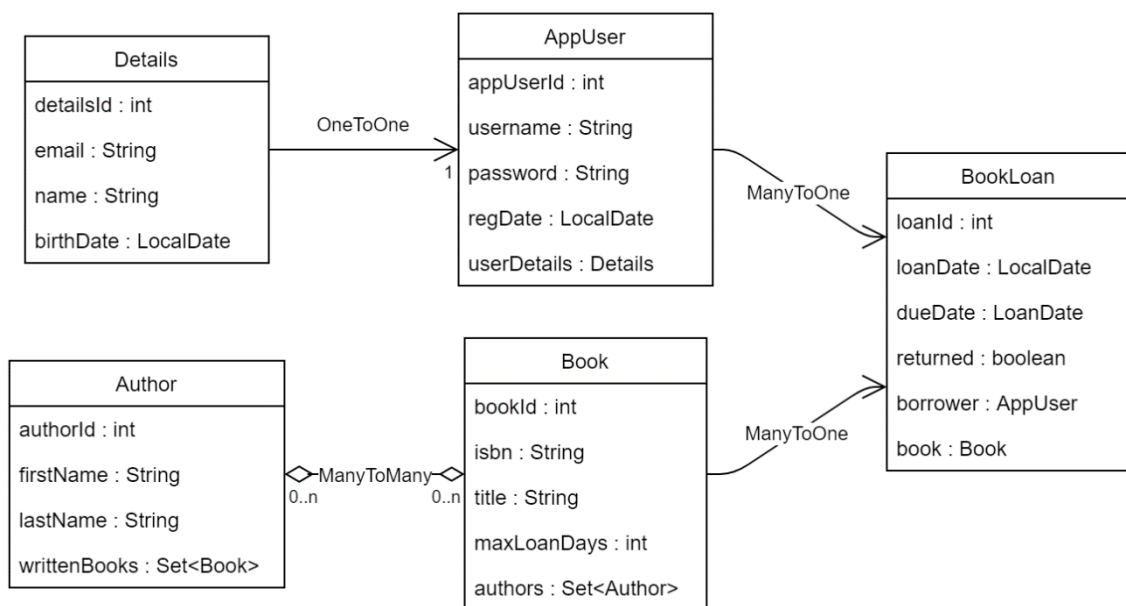 Details
detailsId : int
email : String
name : String
birthDate : LocalDate
OneToOne
1
AppUser
appUserId : int
username : String
password : String
regDate : LocalDate
userDetails : Details
ManyToOne
BookLoan
loanId : int
loanDate : LocalDate
dueDate : LoanDate
returned : boolean
borrower : AppUser
book : Book
Author
authorId : int
firstName : String
lastName : String
writtenBooks : Set<Book>
0..n
ManyToMany
0..n
Book
bookId : int
isbn : String
title : String
maxLoanDays : int
authors : Set<Author>
ManyToOne